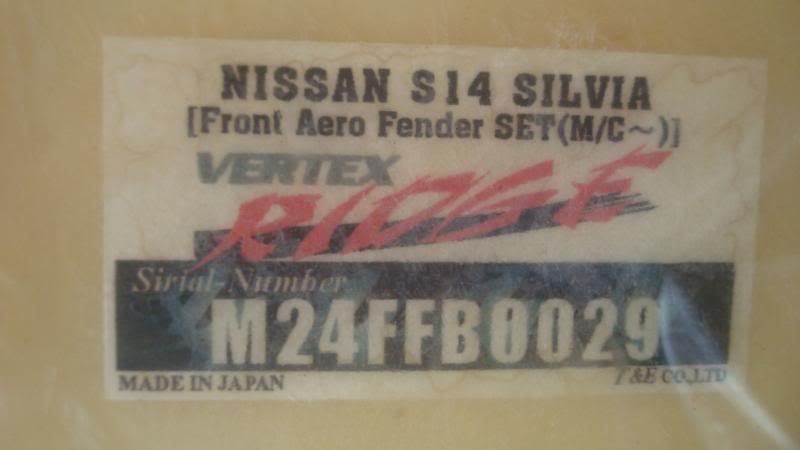 NISSAN S14 SILVIA
[Front Aero Fender SET(M/C～)]
VERTEX
RIDGE
Sirial-Number
M24FFB0029
MADE IN JAPAN
T&E CO.,LTD